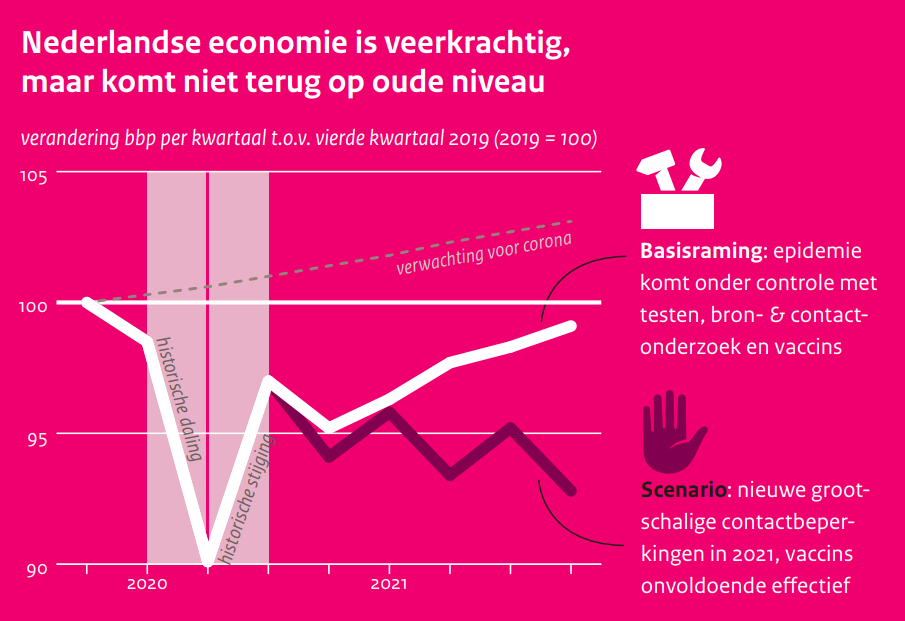 Nederlandse economie is veerkrachtig,
maar komt niet terug op oude niveau
verandering bbp per kwartaal t.o.v. vierde kwartaal 2019 (2019 = 100)
105
100
95
90
2020
2021
verwachting voor corona
historische daling
historische stijging
Basisraming: epidemie
komt onder controle met
testen, bron- & contact-
onderzoek en vaccins
Scenario: nieuwe groot-
schalige contactbeper-
kingen in 2021, vaccins
onvoldoende effectief